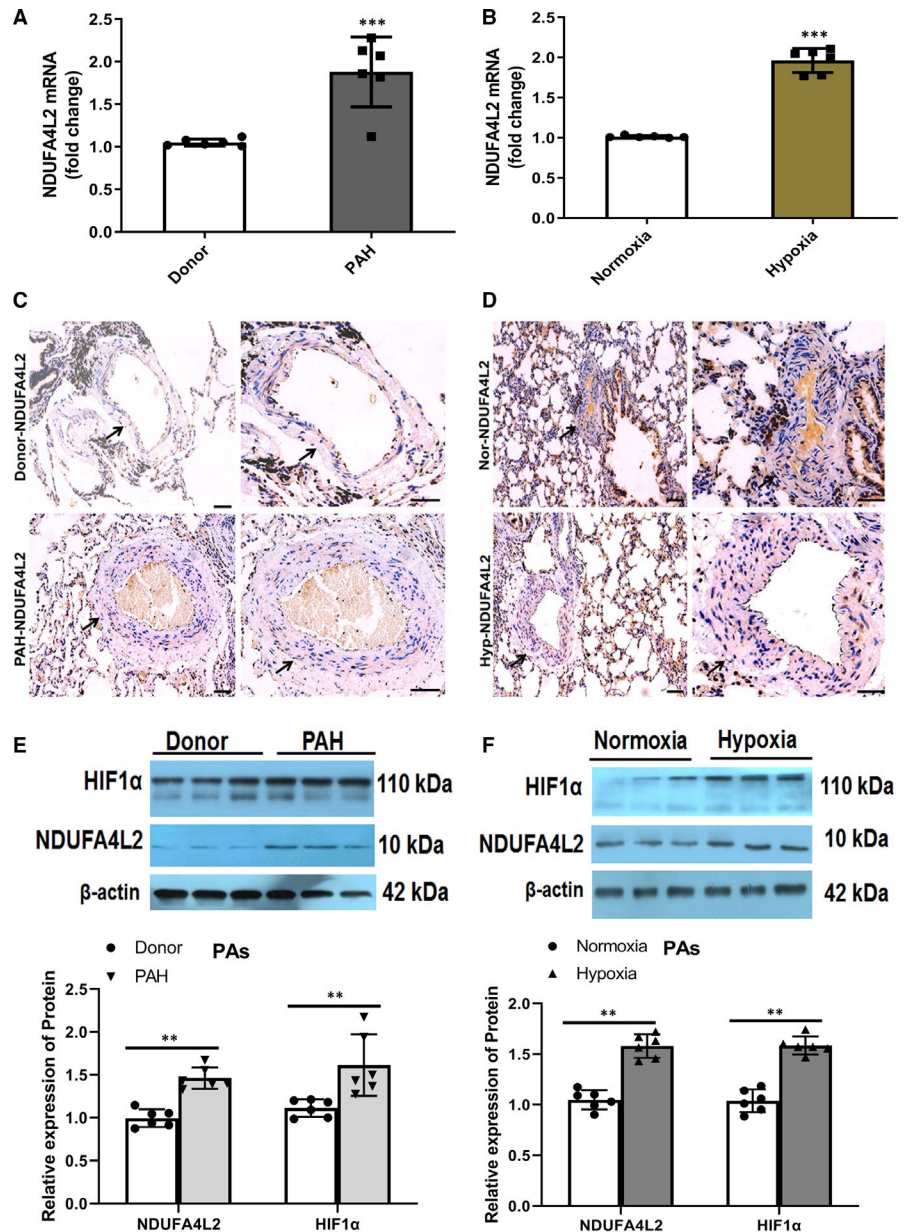 A
NDUFA4L2 mRNA
(fold change)
2.5
2.0
1.5
1.0
0.5
0.0
***
Donor
PAH
B
NDUFA4L2 mRNA
(fold change)
2.5
2.0
1.5
1.0
0.5
0.0
***
Normoxia
Hypoxia
C
Donor-NDUFA4L2
PAH-NDUFA4L2
D
Nor-NDUFA4L2
Hyp-NDUFA4L2
E
Donor PAH
HIF1α 110 kDa
NDUFA4L2 10 kDa
β-actin 42 kDa
Donor PAs
PAH
Relative expression of Protein
2.5
2.0
1.5
1.0
0.5
0.0
**
**
NDUFA4L2 HIF1α
F
Normoxia Hypoxia
HIF1α 110 kDa
NDUFA4L2 10 kDa
β-actin 42 kDa
Normoxia PAs
Hypoxia
Relative expression of Protein
2.0
1.5
1.0
0.5
0.0
**
**
NDUFA4L2 HIF1α